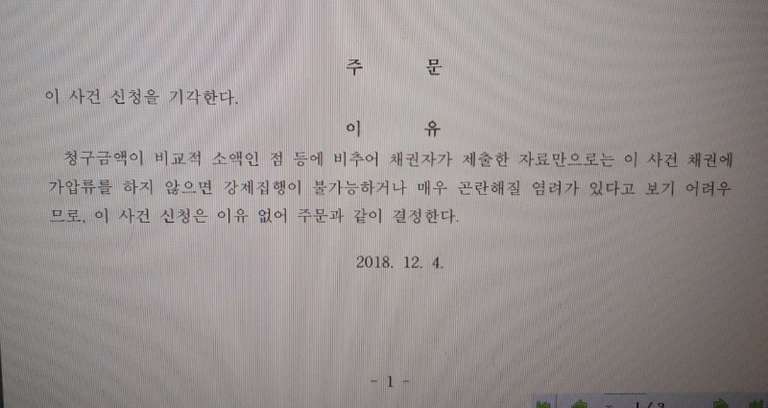 주 문
이 사건 신청을 기각한다.
이 유
청구금액이 비교적 소액인 점 등에 비추어 채권자가 제출한 자료만으로는 이 사건 채권에
가압류를 하지 않으면 강제집행이 불가능하거나 매우 곤란해질 염려가 있다고 보기 어려우
므로, 이 사건 신청은 이유 없어 주문과 같이 결정한다.
2018. 12. 4.
- 1 -